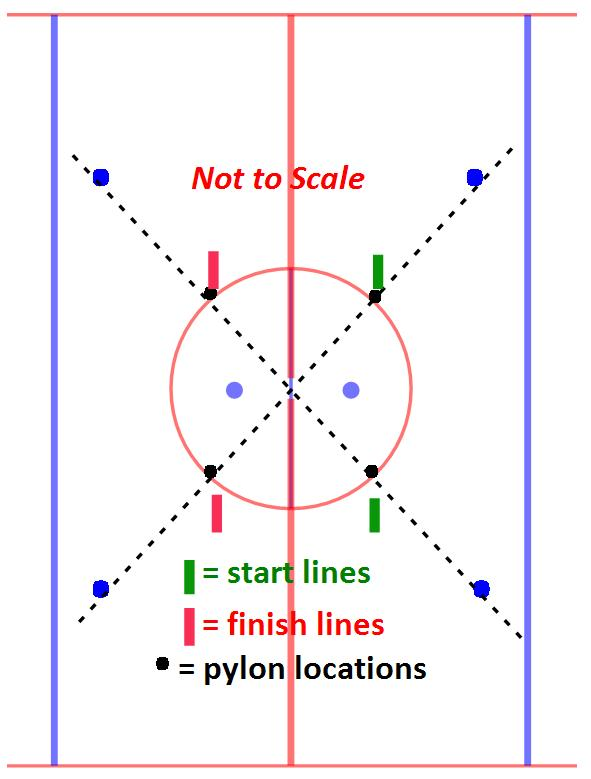 Not to Scale
= start lines
= finish lines
= pylon locations